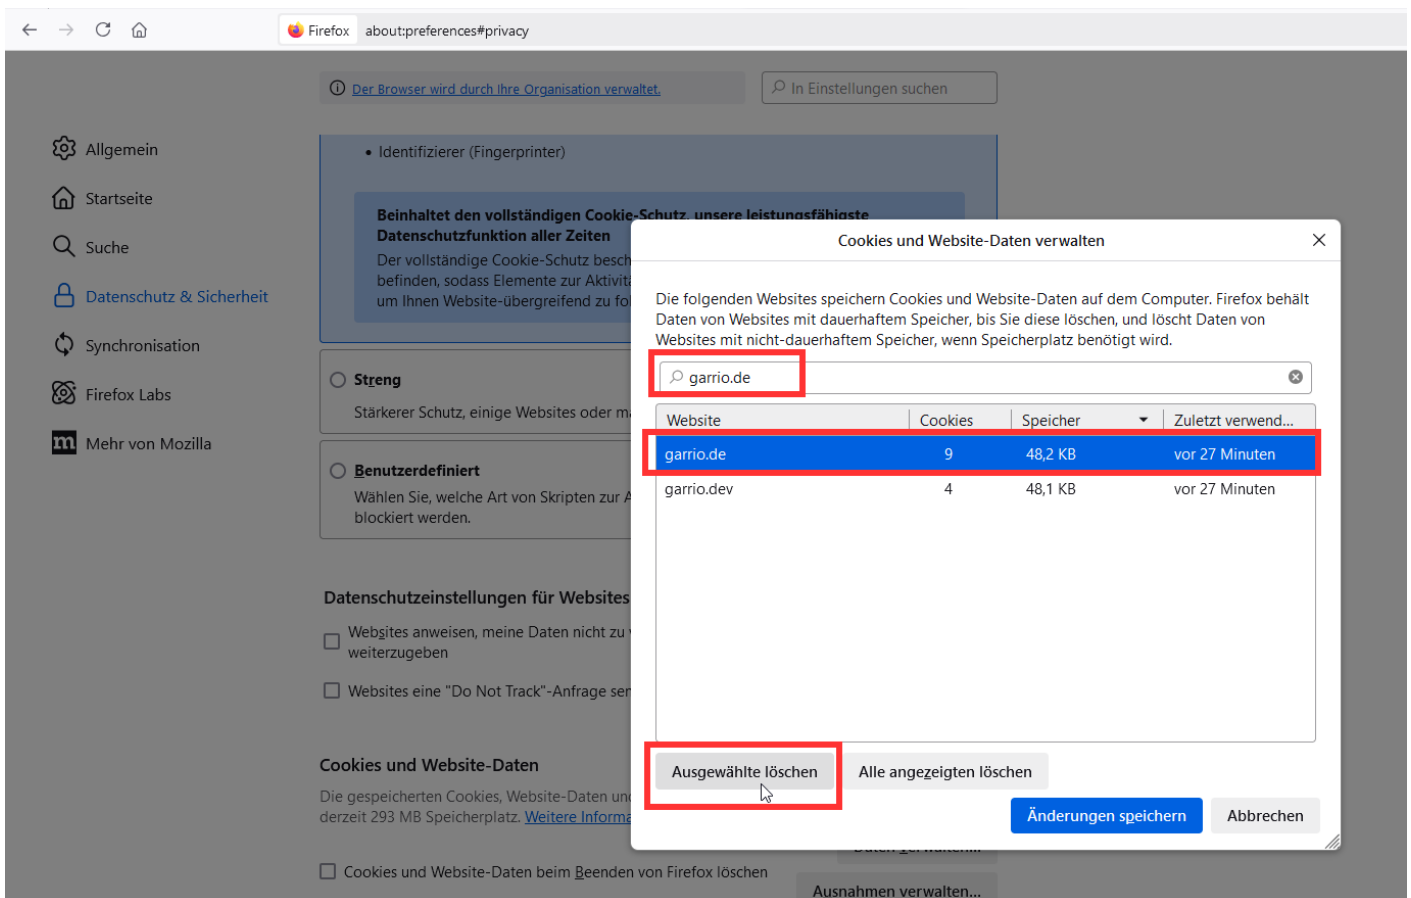 Firefox about:preferences#privacy
Der Browser wird durch Ihre Organisation verwaltet.
In Einstellungen suchen
Allgemein
Startseite
Suche
Datenschutz & Sicherheit
Synchronisation
Firefox Labs
Mehr von Mozilla
• Identifizierer (Fingerprinter)
Beinhaltet den vollständigen Cookie-Schutz, unsere leistungsfähigste
Datenschutzfunktion aller Zeiten
Der vollständige Cookie-Schutz besch
befinden, sodass Elemente zur Aktivit
um Ihnen Website-übergreifend zu fo
Streng
Stärkerer Schutz, einige Websites oder m
Benutzerdefiniert
Wählen Sie, welche Art von Skripten zur A
blockiert werden.
Datenschutzeinstellungen für Websites
Websites anweisen, meine Daten nicht zu
weiterzugeben
Websites eine "Do Not Track"-Anfrage sen
Cookies und Website-Daten
Die gespeicherten Cookies, Website-Daten und
derzeit 293 MB Speicherplatz. Weitere Informa
Cookies und Website-Daten beim Beenden von Firefox löschen
Daten verwalten...
Ausnahmen verwalten...
Cookies und Website-Daten verwalten
Die folgenden Websites speichern Cookies und Website-Daten auf dem Computer. Firefox behält
Daten von Websites mit dauerhaftem Speicher, bis Sie diese löschen, und löscht Daten von
Websites mit nicht-dauerhaftem Speicher, wenn Speicherplatz benötigt wird.
garrio.de
Website Cookies Speicher Zuletzt verwend...
garrio.de 9 48,2 KB vor 27 Minuten
garrio.dev 4 48,1 KB vor 27 Minuten
Ausgewählte löschen Alle angezeigten löschen
Änderungen speichern Abbrechen